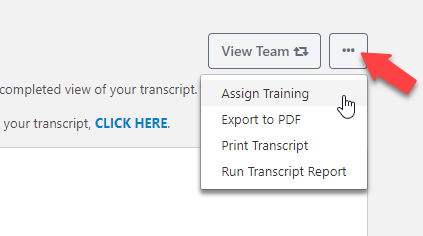 View Team
...
completed view of your transcript.
Assign Training
Export to PDF
your transcript, CLICK HERE.
Print Transcript
Run Transcript Report